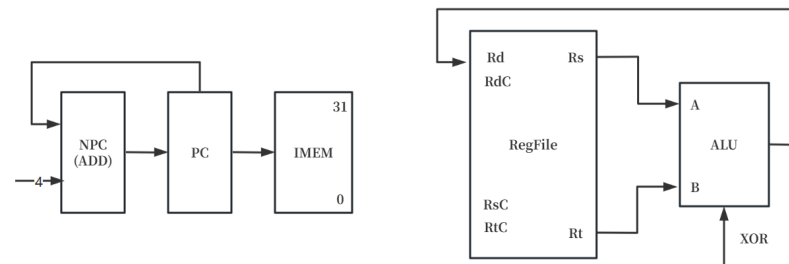 NPC
(ADD)
4
PC
31
IMEM
0
Rd
Rs
RdC
RegFile
RsC
RtC
Rt
A
ALU
B
XOR